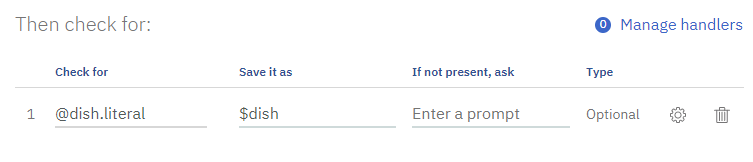 Then check for:
0 Manage handlers
Check for Save it as If not present, ask Type
1 @dish.literal $dish Enter a prompt Optional